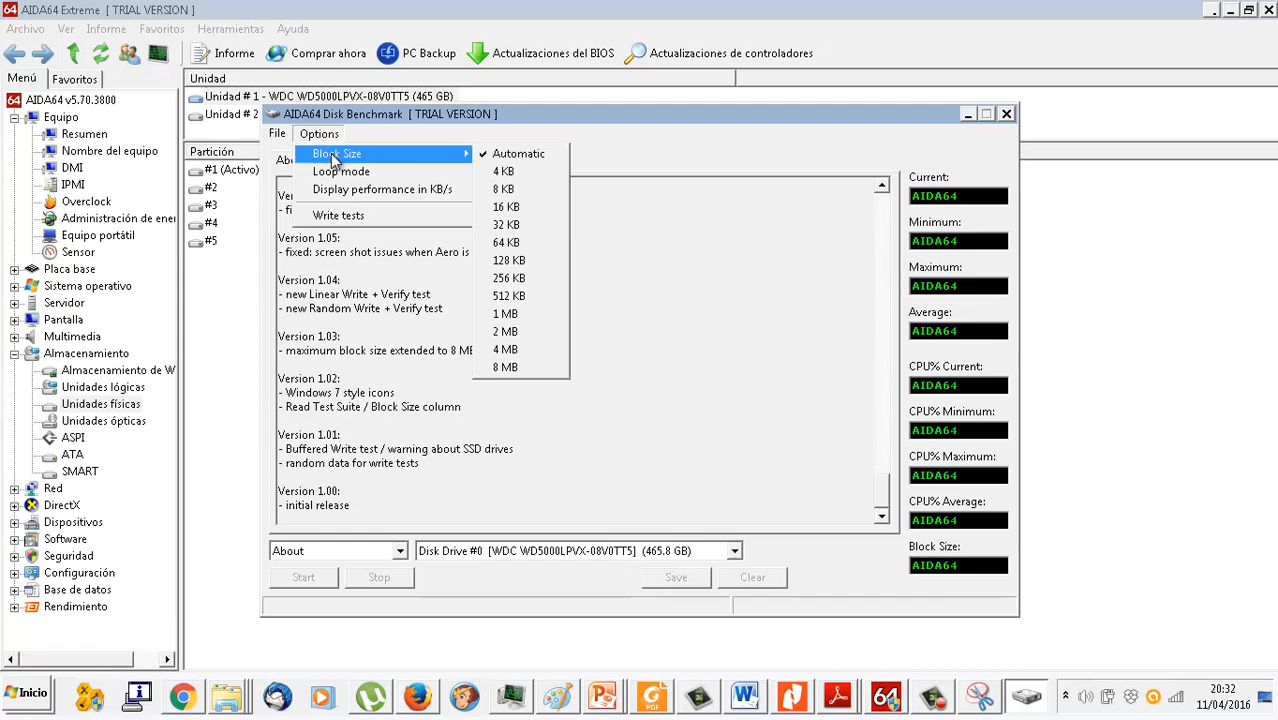 64 AIDA64 Extreme [ TRIAL VERSION ]
Archivo Ver Informe Favoritos Herramientas Ayuda
Informe Comprar ahora PC Backup Actualizaciones del BIOS Actualizaciones de controladores
Menú Favoritos
64 AIDA64 v5.70.3800
Equipo
Resumen
Nombre del equipo
DMI
IPMI
Overclock
Administración de ener
Equipo portátil
Sensor
Placa base
Sistema operativo
Servidor
Pantalla
Multimedia
Almacenamiento
Almacenamiento de W
Unidades lógicas
Unidades físicas
Unidades ópticas
ASPI
ATA
SMART
Red
DirectX
Dispositivos
Software
Seguridad
Configuración
Base de datos
Rendimiento
Unidad
Unidad # 1 - WDC WD5000LPVX-08V0TT5 (465 GB)
Unidad # 2
Partición
#1 (Activo)
#2
#3
#4
#5
AIDA64 Disk Benchmark [ TRIAL VERSION ]
File Options
Block Size
Loop mode
Display performance in KB/s
Write tests
Automatic
4 KB
8 KB
16 KB
32 KB
64 KB
128 KB
256 KB
512 KB
1 MB
2 MB
4 MB
8 MB
Version 1.05:
- fixed: screen shot issues when Aero is
Version 1.04:
- new Linear Write + Verify test
- new Random Write + Verify test
Version 1.03:
- maximum block size extended to 8 MB
Version 1.02:
- Windows 7 style icons
- Read Test Suite / Block Size column
Version 1.01:
- Buffered Write test / warning about SSD drives
- random data for write tests
Version 1.00:
- initial release
About Disk Drive #0 [WDC WD5000LPVX-08V0TT5] (465.8 GB)
Start Stop Save Clear
Current:
AIDA64
Minimum:
AIDA64
Maximum:
AIDA64
Average:
AIDA64
CPU% Current:
AIDA64
CPU% Minimum:
AIDA64
CPU% Maximum:
AIDA64
CPU% Average:
AIDA64
Block Size:
AIDA64
Inicio
PDF
64
20:32
11/04/2016